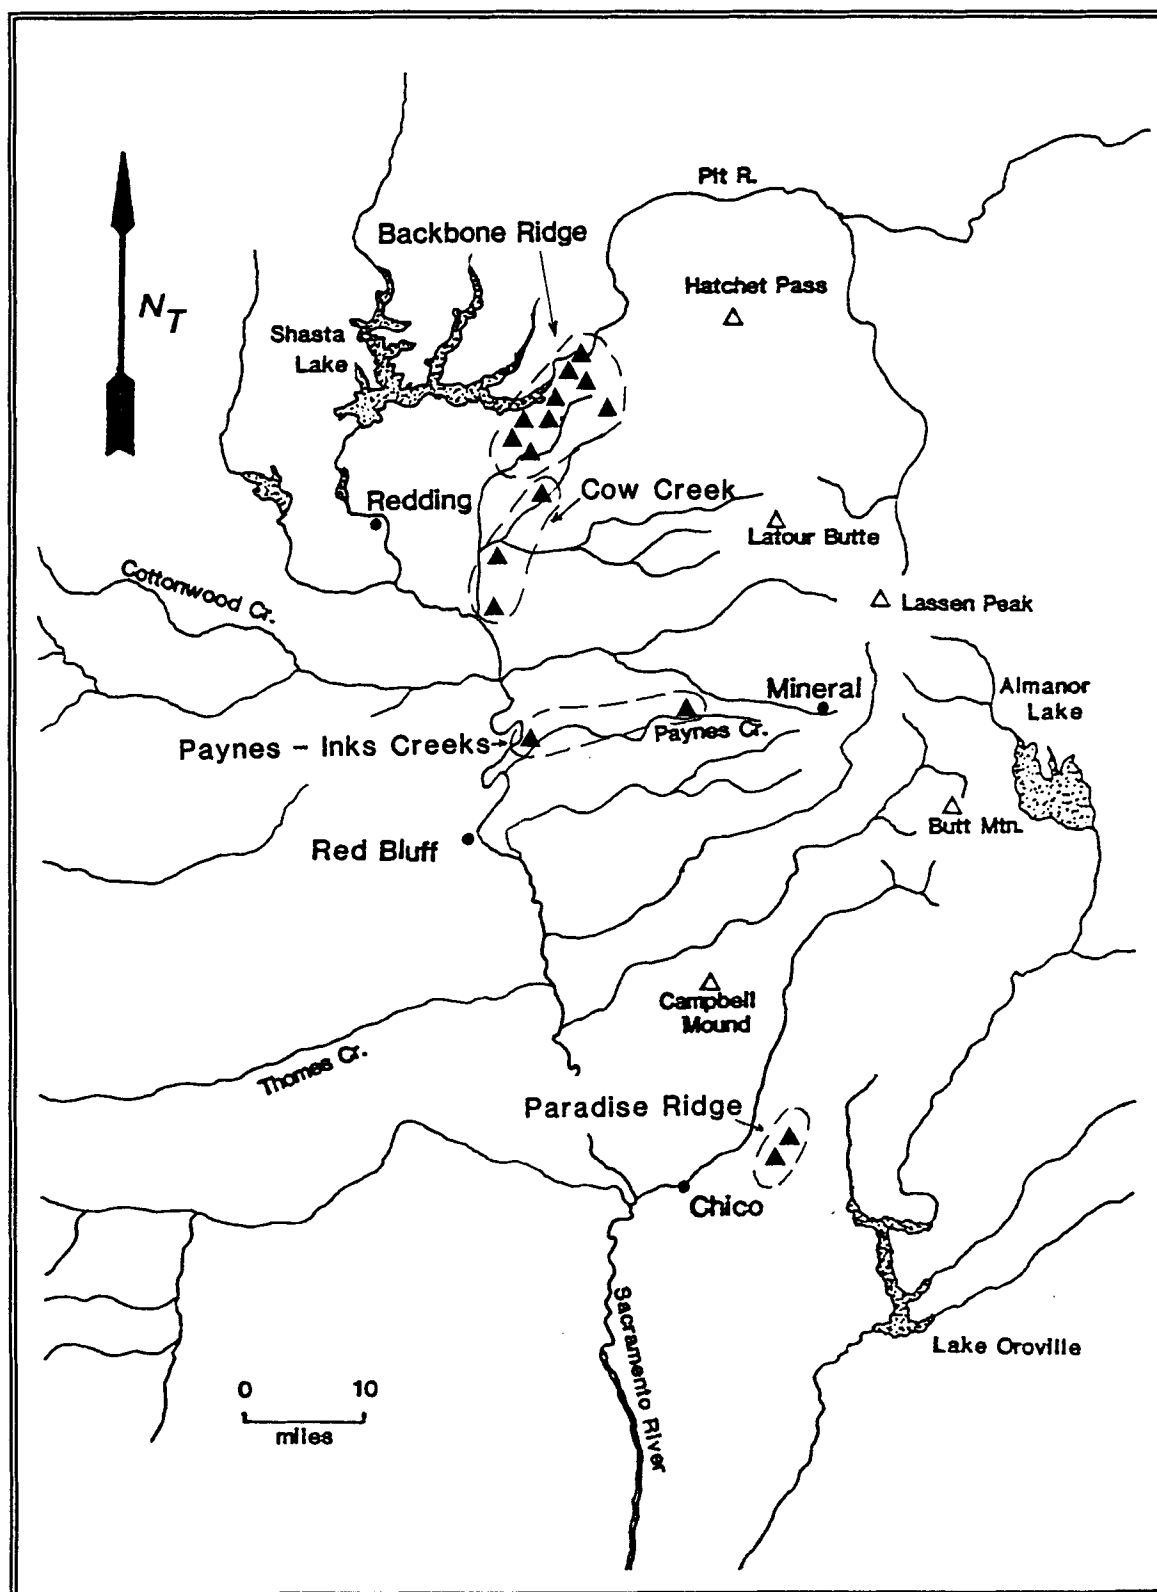 Pit R.
Backbone Ridge
Hatchet Pass
N_T
Shasta
Lake
Cow Creek
Redding
Latour Butte
Cottonwood Cr.
Lassen Peak
Mineral
Almanor
Lake
Paynes Cr.
Paynes - Inks Creeks
Butt Mtn.
Red Bluff
Campbell
Mound
Thomes Cr.
Paradise Ridge
Chico
Sacramento River
Lake Oroville
0 10
miles